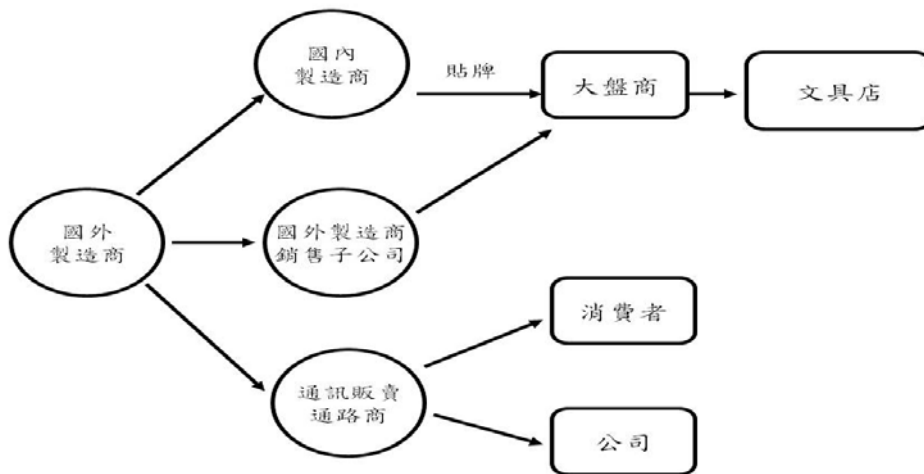 國內
製造商
貼牌
大盤商
文具店
國外
製造商
國外製造商
銷售子公司
消費者
通訊販賣
通路商
公司